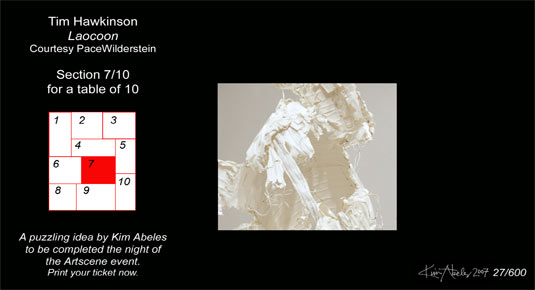 Tim Hawkinson
Laocoon
Courtesy PaceWilderstein
Section 7/10
for a table of 10
1 2 3
4 5
6 7
8 9 10
A puzzling idea by Kim Abeles
to be completed the night of
the Artscene event.
Print your ticket now.
Kim Abeles 2007 27/600